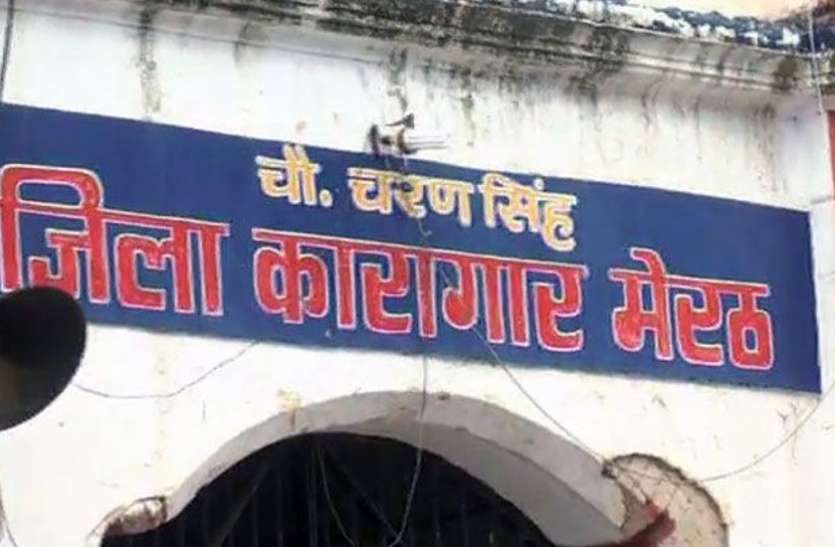 चौ. चरण सिंह
जिला कारागार मेरठ